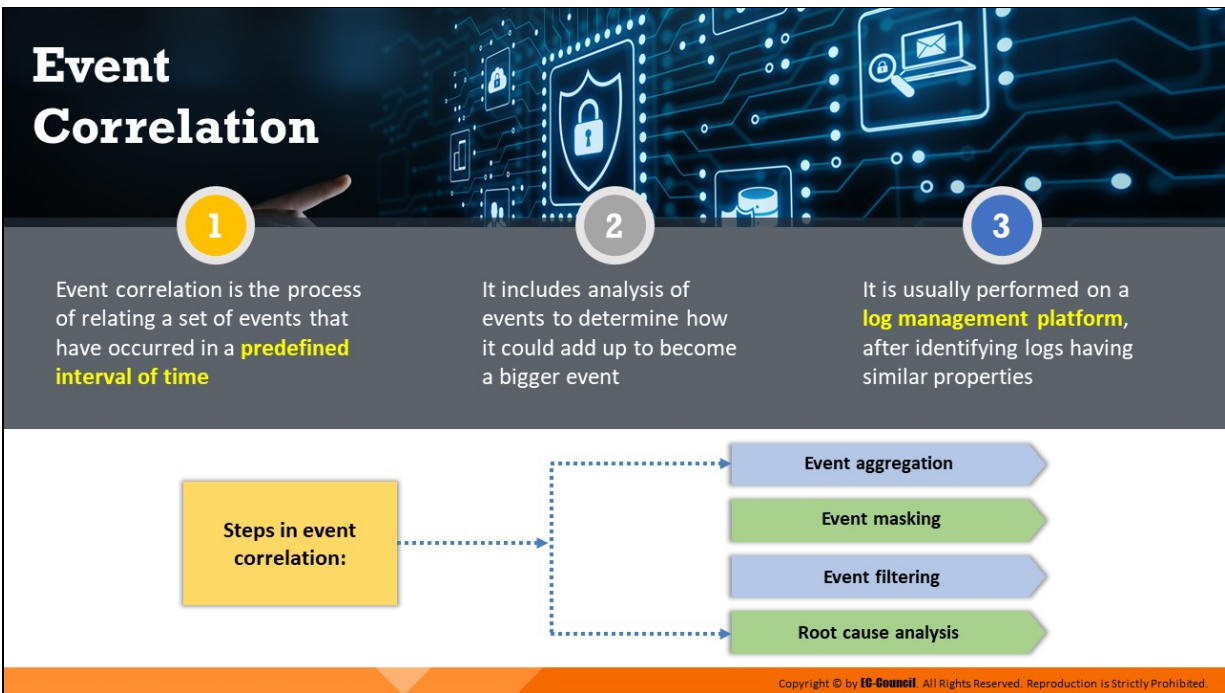 Event
Correlation
1
Event correlation is the process
of relating a set of events that
have occurred in a predefined
interval of time
2
It includes analysis of
events to determine how
it could add up to become
a bigger event
3
It is usually performed on a
log management platform,
after identifying logs having
similar properties
Steps in event
correlation:
Event aggregation
Event masking
Event filtering
Root cause analysis
Copyright © by EC-Council. All Rights Reserved. Reproduction is Strictly Prohibited.